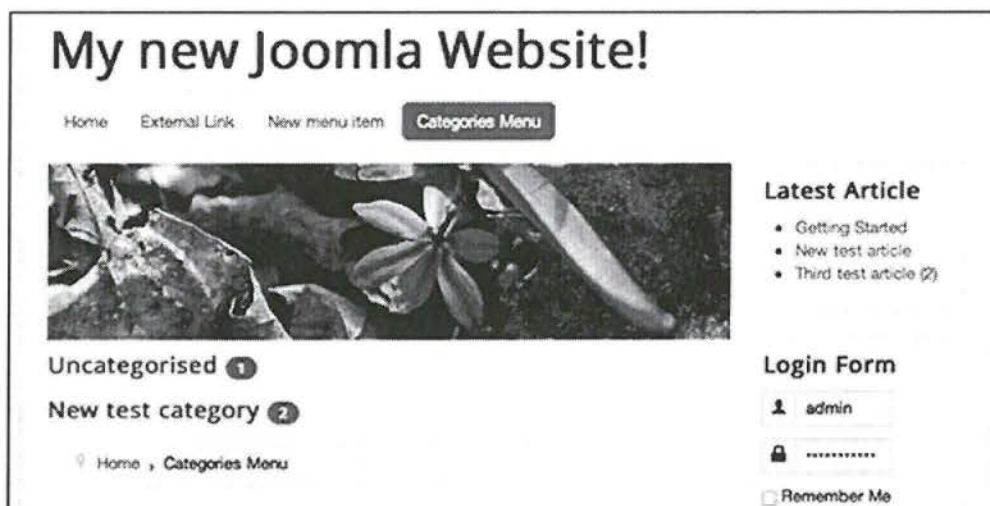 My new Joomla Website!
Home External Link New menu item Categories Menu
Latest Article
Getting Started
New test article
Third test article (2)
Uncategorised 1
New test category 2
Home Categories Menu
Login Form
admin
•••••••••••
Remember Me